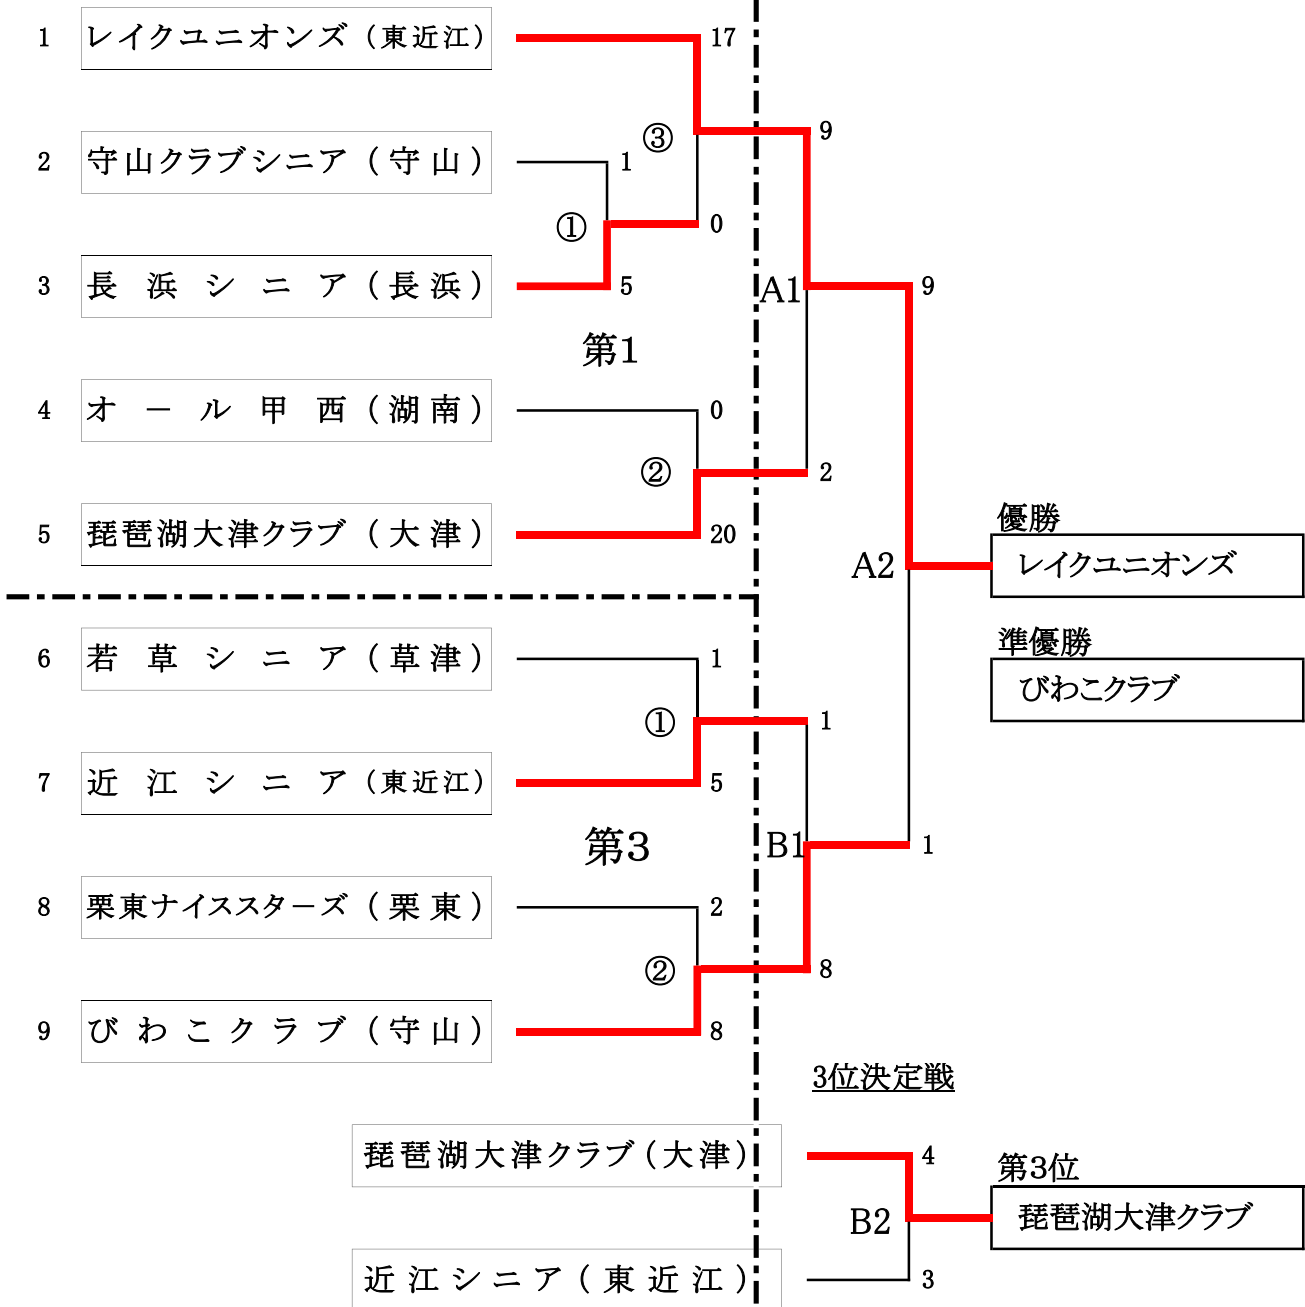 1 レイクユニオンズ（東近江） 17
③ 9
2 守山クラブシニア（守山） 1
① 0
3 長浜シニア（長浜） 5 A1 9
第1
4 オール甲西（湖南） 0
② 2
優勝
5 琵琶湖大津クラブ（大津） 20
A2 レイクユニオンズ
準優勝
6 若草シニア（草津） 1
びわこクラブ
① 1
7 近江シニア（東近江） 5
第3 B1 1
8 栗東ナイススターズ（栗東） 2
② 8
9 びわこクラブ（守山） 8
3位決定戦
琵琶湖大津クラブ（大津） 4
第3位
B2 琵琶湖大津クラブ
近江シニア（東近江） 3